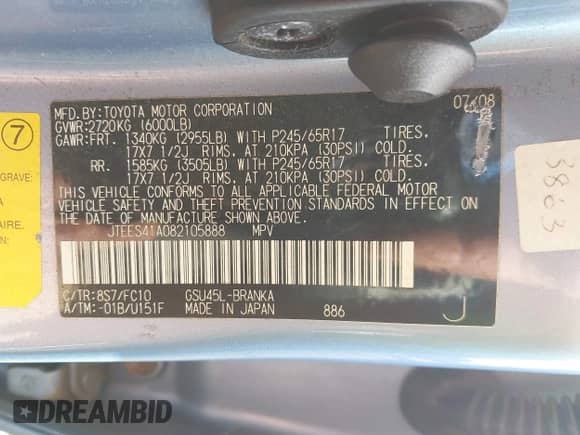 MFD.BY:TOYOTA MOTOR CORPORATION 07/08
GVWR:2720KG (6000LB)
GAWR:FRT. 1340KG (2955LB) WITH P245/65R17 TIRES.
17X7 1/2J RIMS. AT 210KPA (30PSI) COLD.
RR. 1585KG (3505LB) WITH P245/65R17 TIRES.
17X7 1/2J RIMS. AT 210KPA (30PSI) COLD.
THIS VEHICLE CONFORMS TO ALL APPLICABLE FEDERAL MOTOR
VEHICLE SAFETY AND THEFT PREVENTION STANDARDS IN EFFECT ON
THE DATE OF MANUFACTURE SHOWN ABOVE.
JTEES41A082105888 MPV
C/TR:8S7/FC10 GSU45L-BRANKA
A/TM:-01B/U151F MADE IN JAPAN 886 J
7
GRAVE:
A
AIRE.
3863
DREAMBID